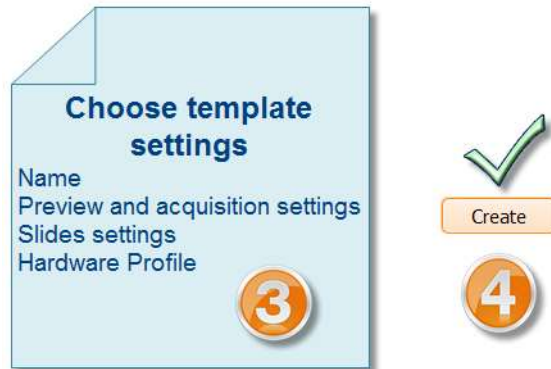 Choose template
settings
Name
Preview and acquisition settings
Slides settings
Hardware Profile
3
Create
4